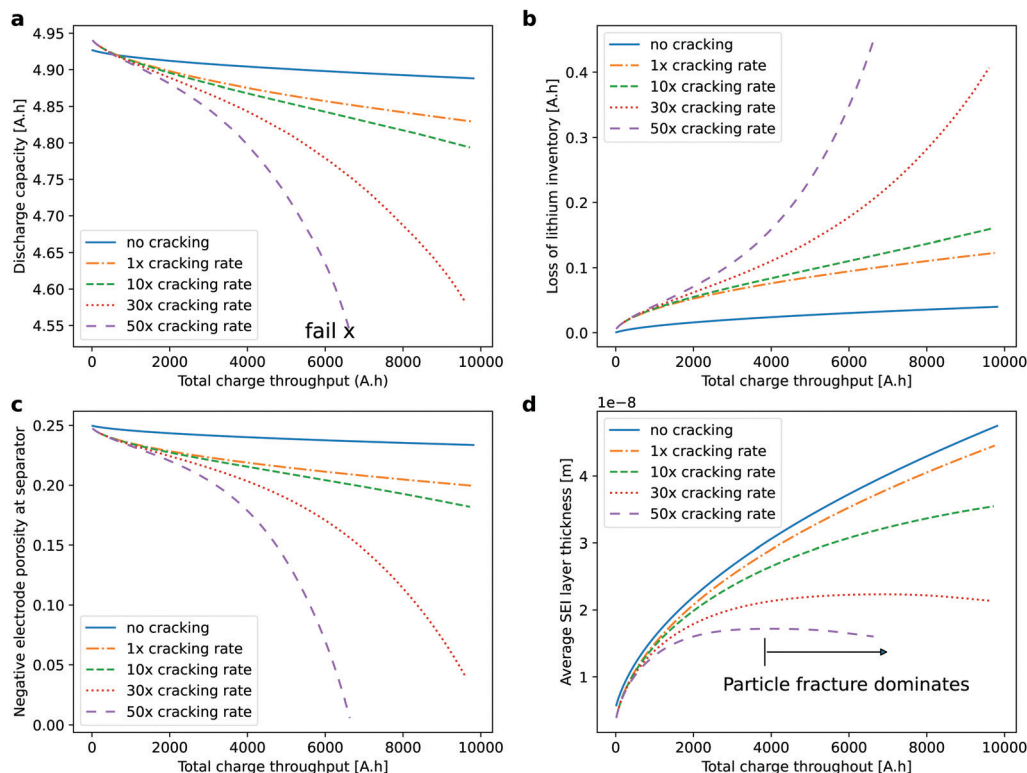 a
4.95
4.90
4.85
4.80
4.75
4.70
4.65
4.60
4.55
Discharge capacity [A.h]
no cracking
1x cracking rate
10x cracking rate
30x cracking rate
50x cracking rate
fail x
0
2000
4000
6000
8000
10000
Total charge throughput (A.h)
b
0.4
0.3
0.2
0.1
0.0
Loss of lithium inventory [A.h]
no cracking
1x cracking rate
10x cracking rate
30x cracking rate
50x cracking rate
0
2000
4000
6000
8000
10000
Total charge throughput [A.h]
c
0.25
0.20
0.15
0.10
0.05
0.00
Negative electrode porosity at separator
no cracking
1x cracking rate
10x cracking rate
30x cracking rate
50x cracking rate
0
2000
4000
6000
8000
10000
Total charge throughput [A.h]
d
1e−8
4
3
2
1
Average SEI layer thickness [m]
no cracking
1x cracking rate
10x cracking rate
30x cracking rate
50x cracking rate
Particle fracture dominates
0
2000
4000
6000
8000
10000
Total charge throughout [A.h]